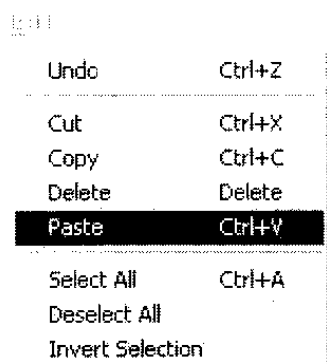 Undo Ctrl+Z
Cut Ctrl+X
Copy Ctrl+C
Delete Delete
Paste Ctrl+V
Select All Ctrl+A
Deselect All
Invert Selection